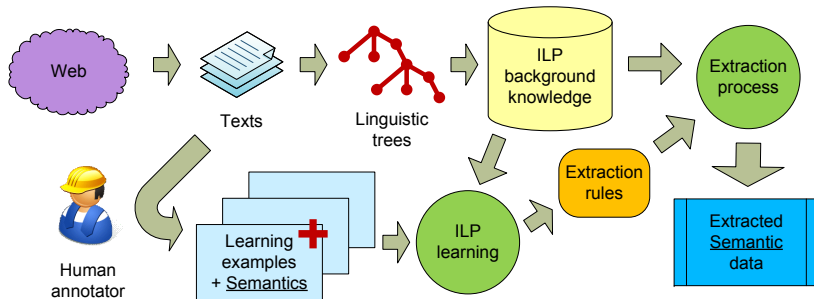 Web
Texts
Linguistic
trees
ILP
background
knowledge
Extraction
process
Human
annotator
Learning
examples
+ Semantics
ILP
learning
Extraction
rules
Extracted
Semantic
data